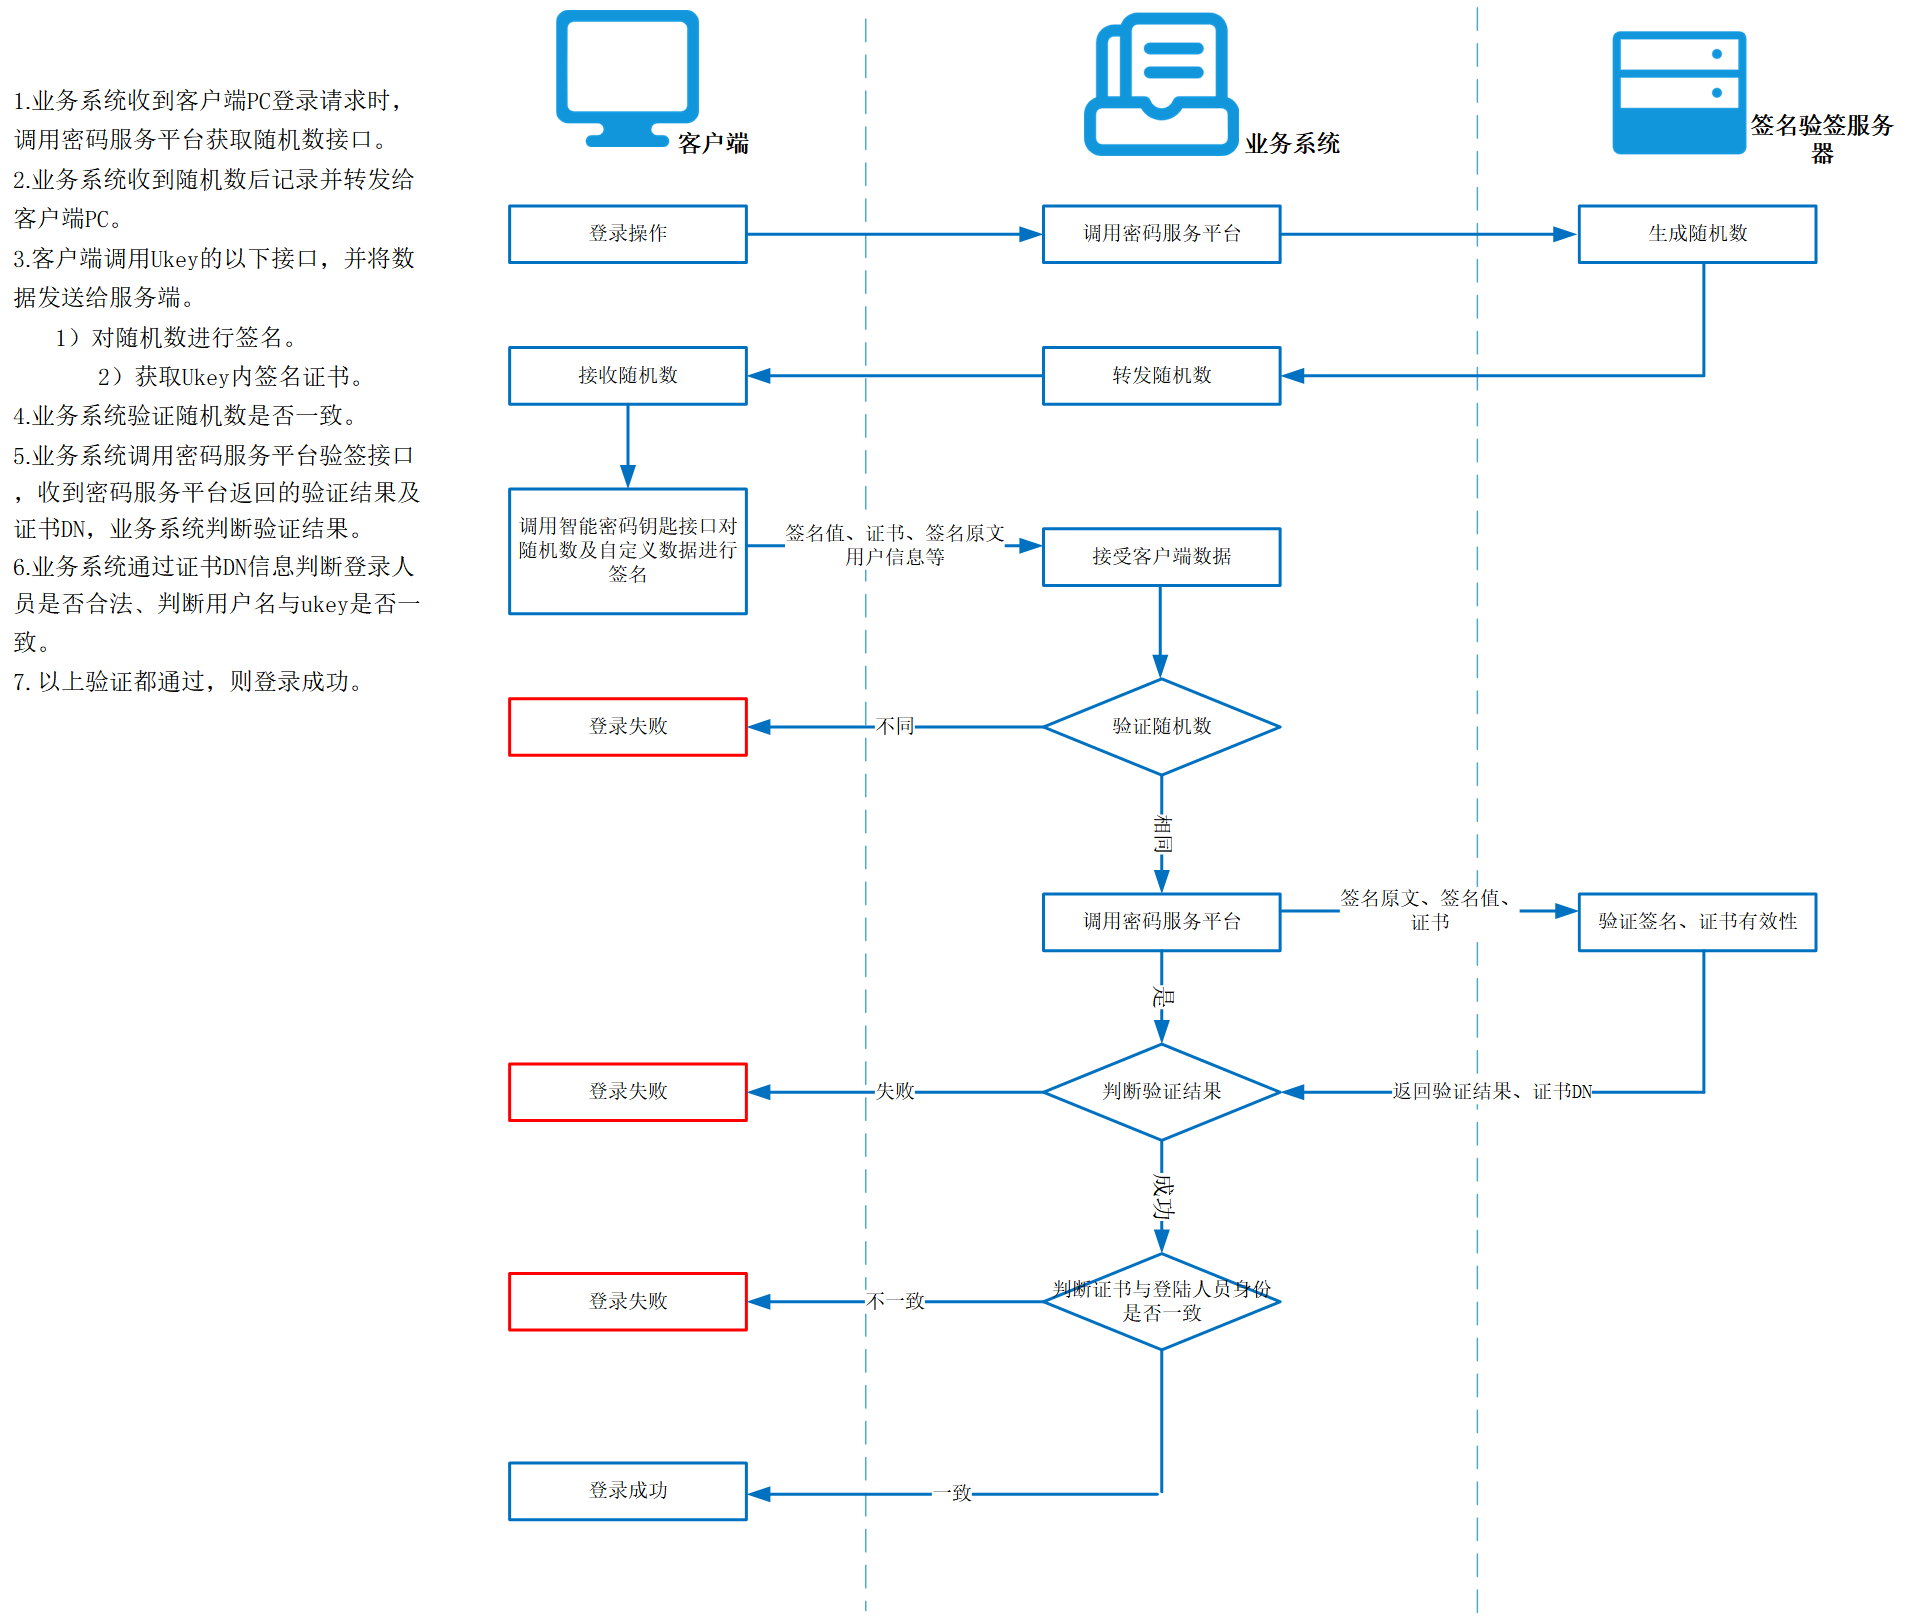 1.业务系统收到客户端PC登录请求时，
调用密码服务平台获取随机数接口。
2.业务系统收到随机数后记录并转发给
客户端PC。
3.客户端调用Ukey的以下接口，并将数
据发送给服务端。
1）对随机数进行签名。
2）获取Ukey内签名证书。
4.业务系统验证随机数是否一致。
5.业务系统调用密码服务平台验签接口
，收到密码服务平台返回的验证结果及
证书DN，业务系统判断验证结果。
6.业务系统通过证书DN信息判断登录人
员是否合法、判断用户名与ukey是否一
致。
7.以上验证都通过，则登录成功。
客户端
业务系统
签名验签服务
器
登录操作
调用密码服务平台
生成随机数
接收随机数
转发随机数
调用智能密码钥匙接口对
随机数及自定义数据进行
签名
签名值、证书、签名原文
用户信息等
接受客户端数据
登录失败
不同
验证随机数
相同
调用密码服务平台
签名原文、签名值、
证书
验证签名、证书有效性
是
登录失败
失败
判断验证结果
返回验证结果、证书DN
成功
登录失败
不一致
判断证书与登陆人员身份
是否一致
登录成功
一致